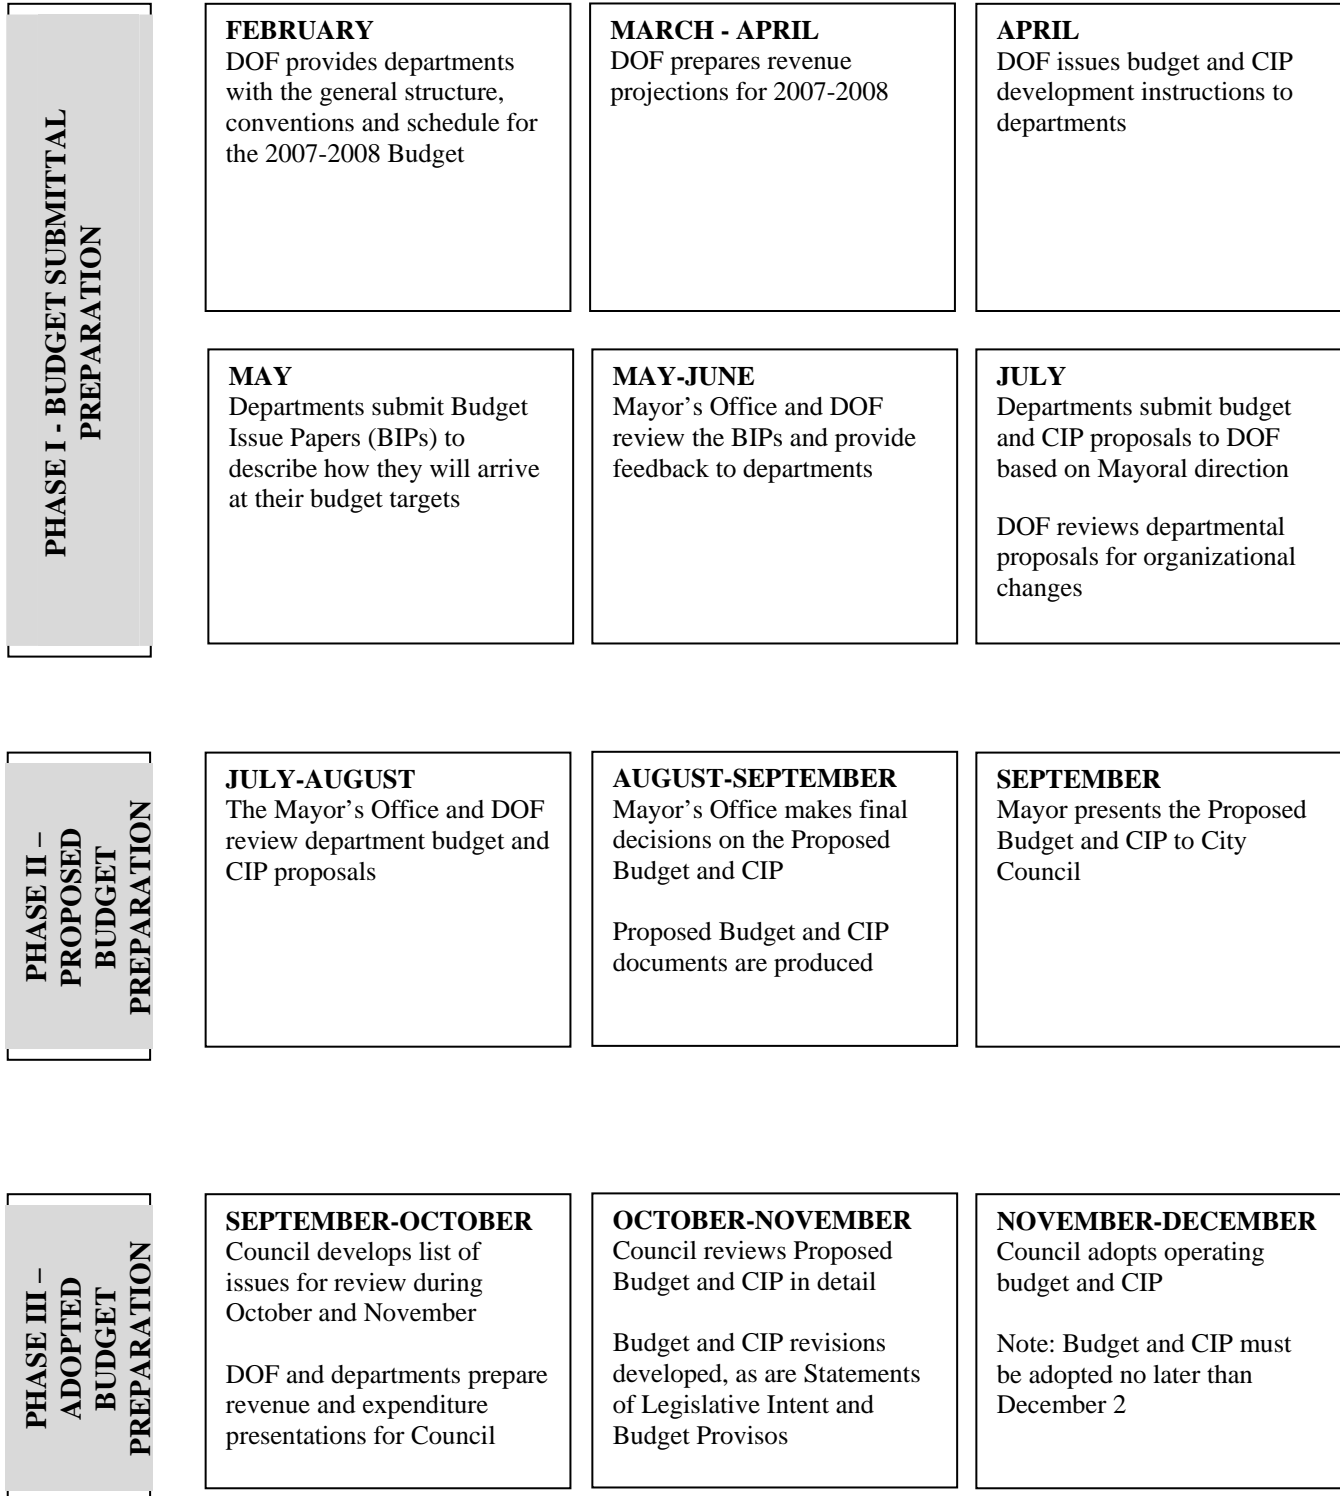 PHASE I - BUDGET SUBMITTAL
PREPARATION
FEBRUARY
DOF provides departments
with the general structure,
conventions and schedule for
the 2007-2008 Budget
MARCH - APRIL
DOF prepares revenue
projections for 2007-2008
APRIL
DOF issues budget and CIP
development instructions to
departments
MAY
Departments submit Budget
Issue Papers (BIPs) to
describe how they will arrive
at their budget targets
MAY-JUNE
Mayor’s Office and DOF
review the BIPs and provide
feedback to departments
JULY
Departments submit budget
and CIP proposals to DOF
based on Mayoral direction
DOF reviews departmental
proposals for organizational
changes
PHASE II –
PROPOSED
BUDGET
PREPARATION
JULY-AUGUST
The Mayor’s Office and DOF
review department budget and
CIP proposals
AUGUST-SEPTEMBER
Mayor’s Office makes final
decisions on the Proposed
Budget and CIP
Proposed Budget and CIP
documents are produced
SEPTEMBER
Mayor presents the Proposed
Budget and CIP to City
Council
PHASE III –
ADOPTED
BUDGET
PREPARATION
SEPTEMBER-OCTOBER
Council develops list of
issues for review during
October and November
DOF and departments prepare
revenue and expenditure
presentations for Council
OCTOBER-NOVEMBER
Council reviews Proposed
Budget and CIP in detail
Budget and CIP revisions
developed, as are Statements
of Legislative Intent and
Budget Provisos
NOVEMBER-DECEMBER
Council adopts operating
budget and CIP
Note: Budget and CIP must
be adopted no later than
December 2